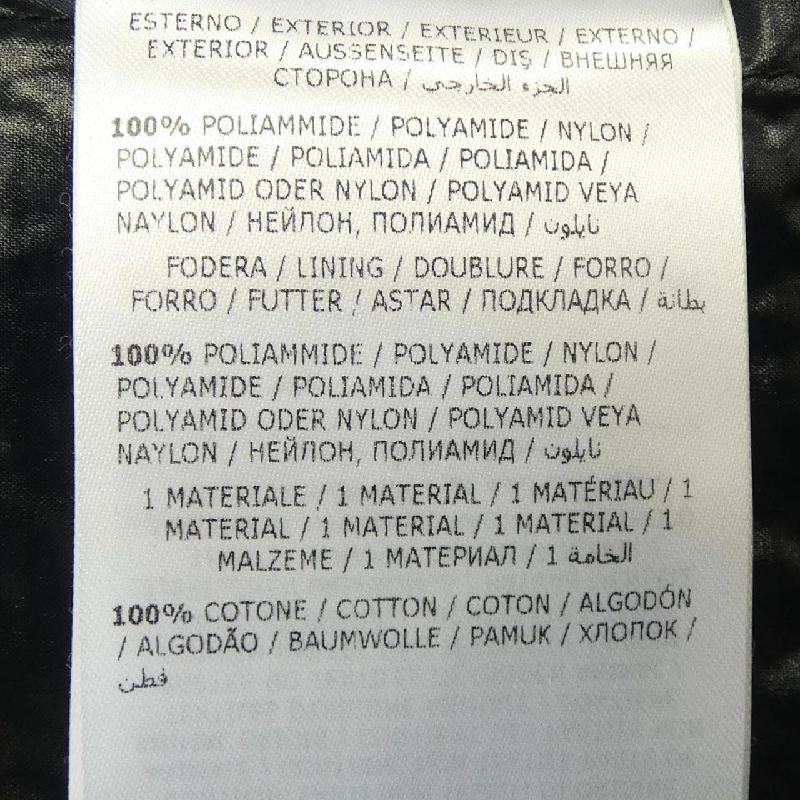 ESTERNO / EXTERIOR / EXTERIEUR / EXTERNO /
EXTERIOR / AUSSENSEITE / DIŞ / ВНЕШНЯЯ
СТОРОНА / الجزء الخارجي
100% POLIAMMIDE / POLYAMIDE / NYLON /
POLYAMIDE / POLIAMIDA / POLIAMIDA /
POLYAMID ODER NYLON / POLYAMID VEYA
NAYLON / НЕЙЛОН, ПОЛИАМИД / نايلون
FODERA / LINING / DOUBLURE / FORRO /
FORRO / FUTTER / ASTAR / ПОДКЛАДКА / بطانة
100% POLIAMMIDE / POLYAMIDE / NYLON /
POLYAMIDE / POLIAMIDA / POLIAMIDA /
POLYAMID ODER NYLON / POLYAMID VEYA
NAYLON / НЕЙЛОН, ПОЛИАМИД / نايلون
1 MATERIALE / 1 MATERIAL / 1 MATÉRIAU / 1
MATERIAL / 1 MATERIAL / 1 MATERIAL / 1
MALZEME / 1 МАТЕРИАЛ / 1 الخامة
100% COTONE / COTTON / COTON / ALGODÓN
/ ALGODÃO / BAUMWOLLE / PAMUK / ХЛОПОК /
قطن